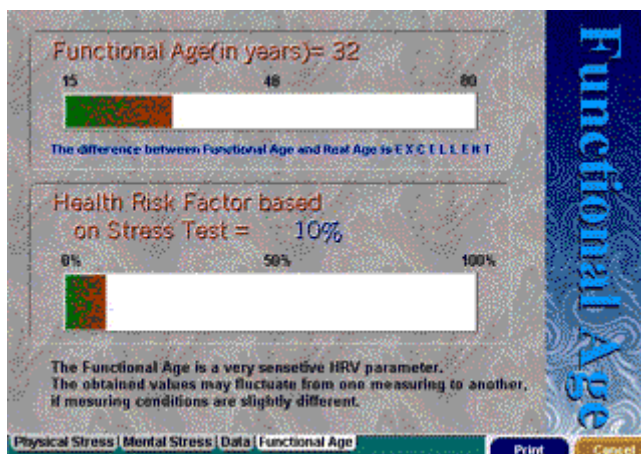 Functional Age(in years)= 32
15 48 80
The difference between Functional Age and Real Age is E X C E L L E N T
Health Risk Factor based
on Stress Test = 10%
0% 50% 100%
The Functional Age is a very sensetive HRV parameter.
The obtained values may fluctuate from one measuring to another,
if mesuring conditions are slightly different.
Functional Age
Physical Stress Mental Stress Data Functional Age
Print Cancel